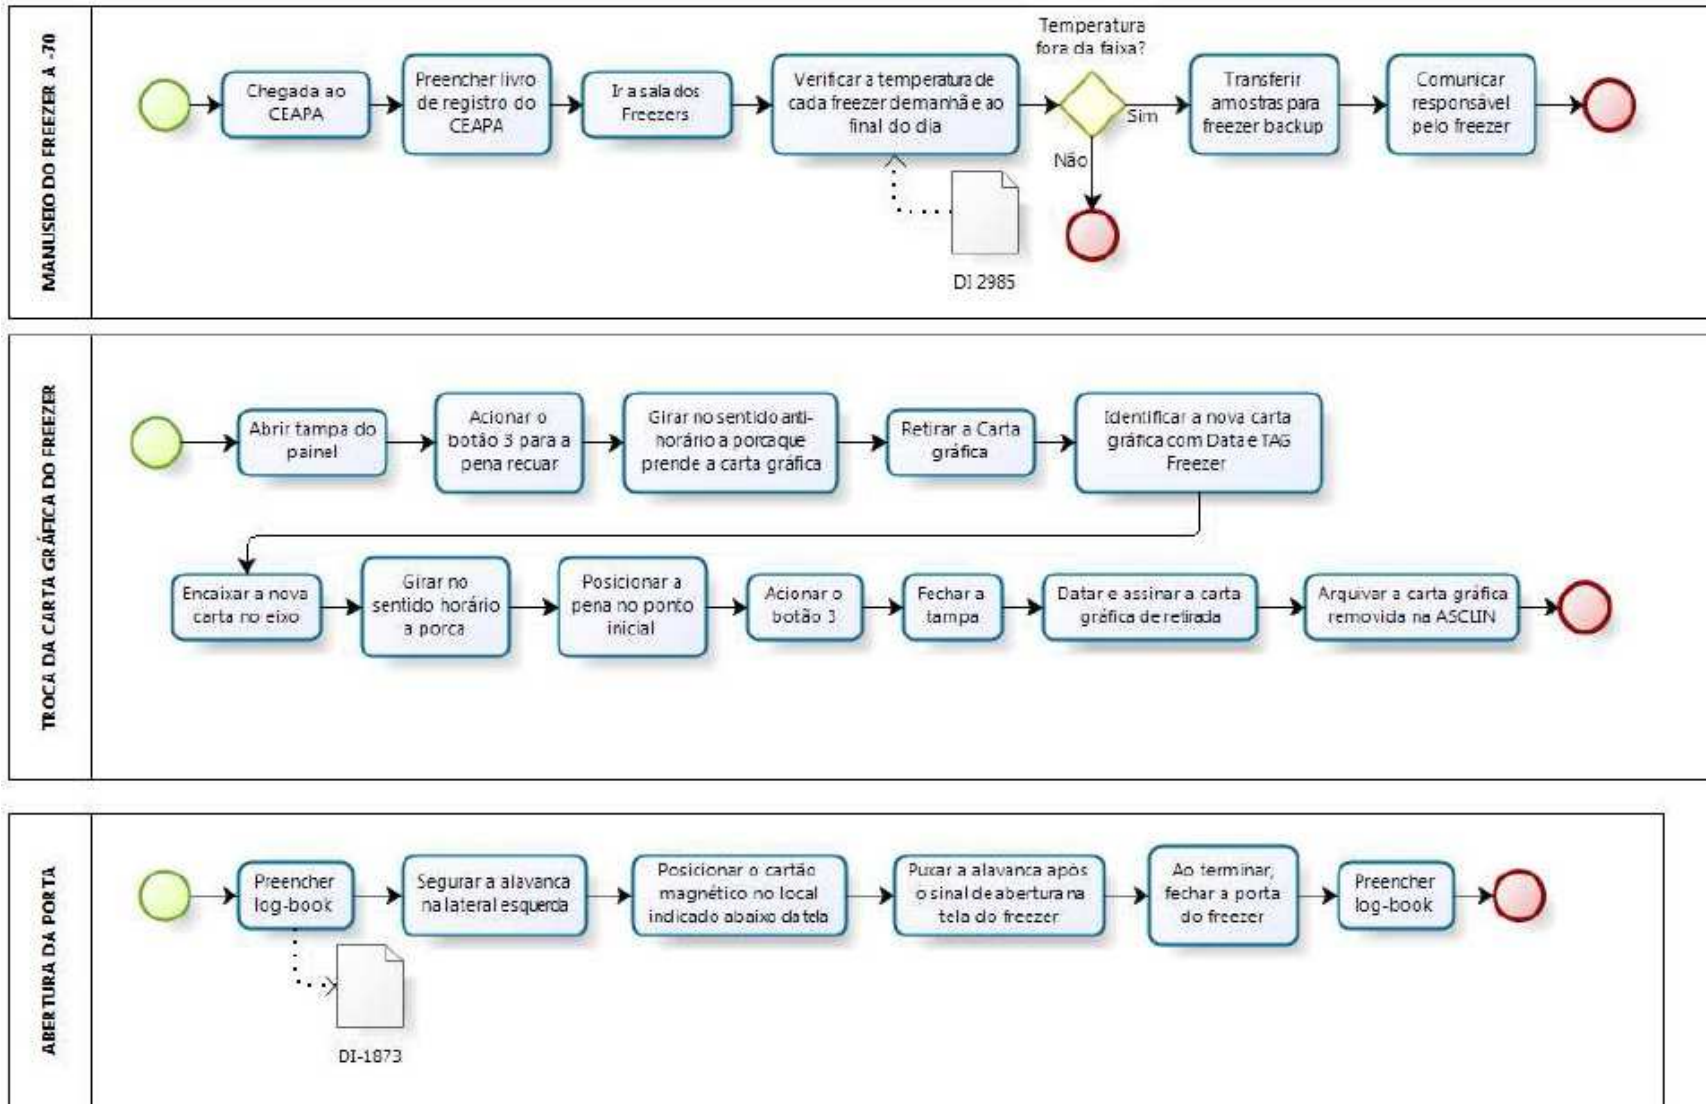 MANUSEIO DO FREEZER A -70
Chegada ao
CEAPA
Preencher livro
de registro do
CEAPA
Ir a sala dos
Freezers
Verificar a temperatura de
cada freezer de manhã e ao
final do dia
Temperatura
fora da faixa?
Sim
Não
Transferir
amostras para
freezer backup
Comunicar
responsável
pelo freezer
DI 2985
TROCA DA CARTA GRÁFICA DO FREEZER
Abrir tampa do
painel
Acionar o
botão 3 para a
pena recuar
Girar no sentido anti-
horário a porca que
prende a carta gráfica
Retirar a Carta
gráfica
Identificar a nova carta
gráfica com Data e TAG
Freezer
Encaixar a nova
carta no eixo
Girar no
sentido horário
a porca
Posicionar a
pena no ponto
inicial
Acionar o
botão 3
Fechar a
tampa
Datar e assinar a carta
gráfica de retirada
Arquivar a carta gráfica
removida na ASCLIN
ABERTURA DA PORTA
Preencher
log-book
Segurar a alavanca
na lateral esquerda
Posicionar o cartão
magnético no local
indicado abaixo da tela
Puxar a alavanca após
o sinal de abertura na
tela do freezer
Ao terminar,
fechar a porta
do freezer
Preencher
log-book
DI-1873